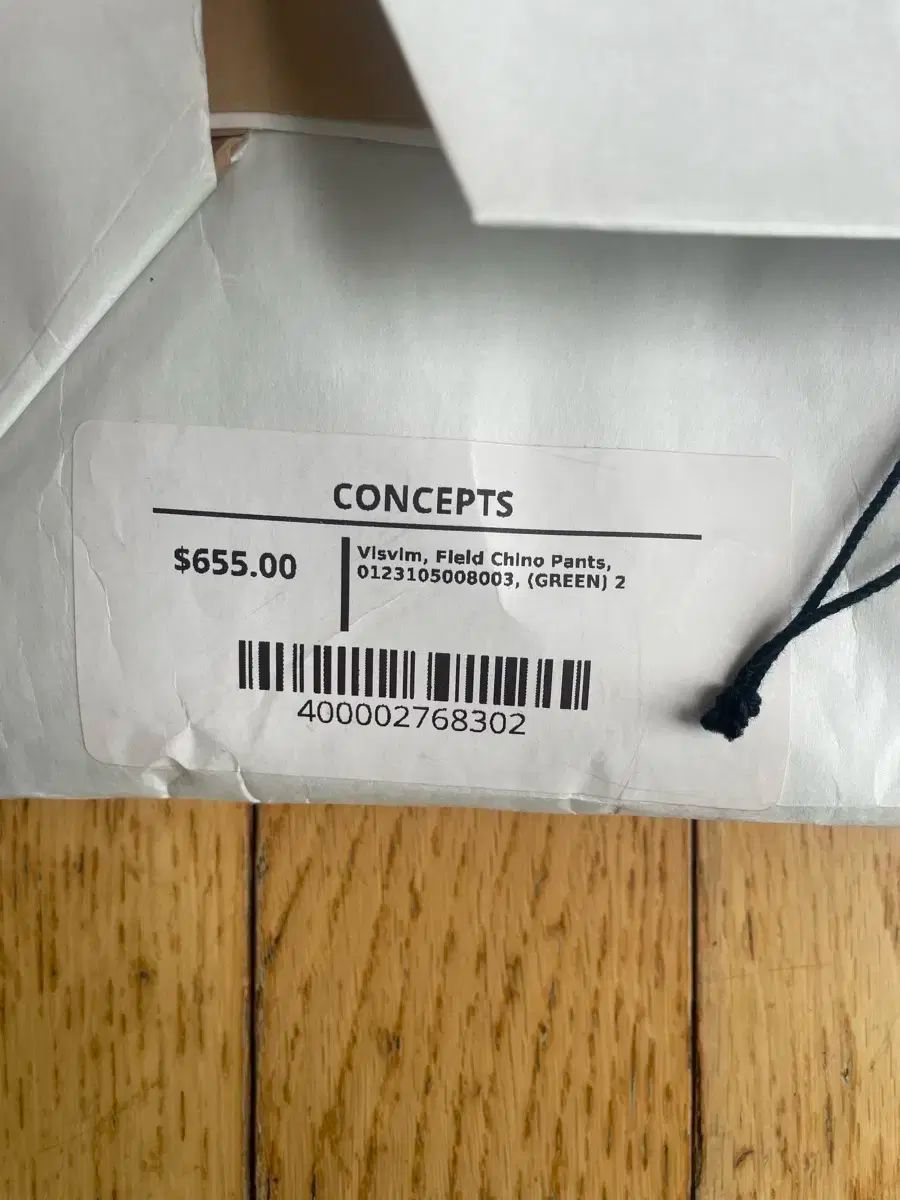 CONCEPTS
$655.00
Visvim, Field Chino Pants,
0123105008003, (GREEN) 2
400002768302